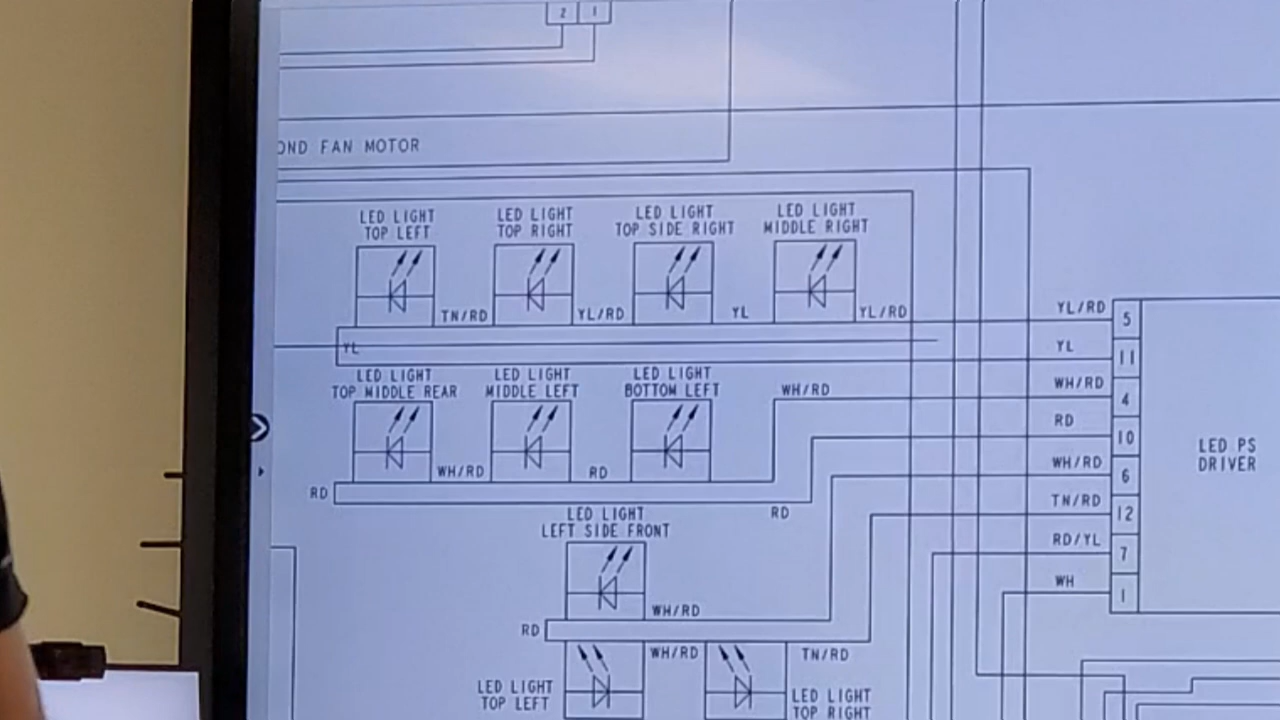 2 1
OND FAN MOTOR
LED LIGHT
TOP LEFT
LED LIGHT
TOP RIGHT
LED LIGHT
TOP SIDE RIGHT
LED LIGHT
MIDDLE RIGHT
TN/RD
YL/RD
YL
YL/RD
YL
YL/RD
5
YL
11
WH/RD
4
RD
10
WH/RD
6
TN/RD
12
RD/YL
7
WH
1
LED PS
DRIVER
LED LIGHT
TOP MIDDLE REAR
LED LIGHT
MIDDLE LEFT
LED LIGHT
BOTTOM LEFT
WH/RD
WH/RD
RD
RD
RD
LED LIGHT
LEFT SIDE FRONT
WH/RD
RD
WH/RD
TN/RD
LED LIGHT
TOP LEFT
LED LIGHT
TOP RIGHT